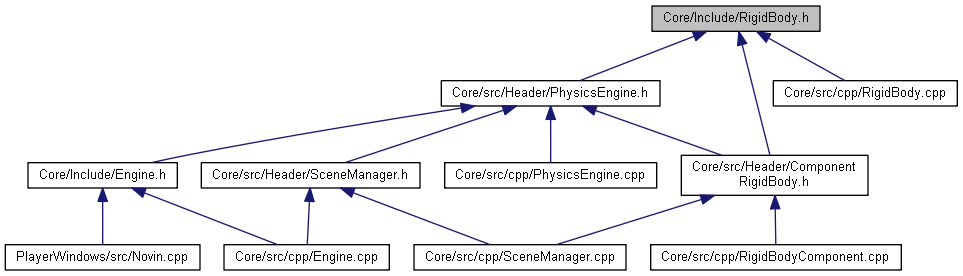 Core/Include/RigidBody.h
Core/src/Header/PhysicsEngine.h
Core/src/cpp/RigidBody.cpp
Core/Include/Engine.h
Core/src/Header/SceneManager.h
Core/src/cpp/PhysicsEngine.cpp
Core/src/Header/Component
RigidBody.h
PlayerWindows/src/Novin.cpp
Core/src/cpp/Engine.cpp
Core/src/cpp/SceneManager.cpp
Core/src/cpp/RigidBodyComponent.cpp